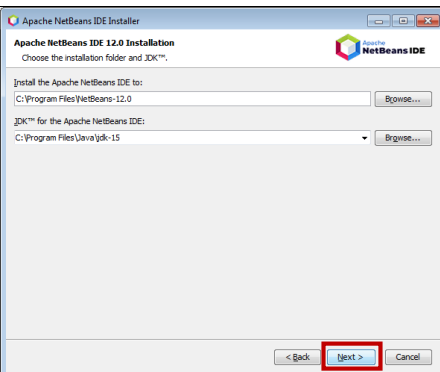 Apache NetBeans IDE Installer
Apache NetBeans IDE 12.0 Installation
Choose the installation folder and JDK™.
Apache
NetBeans IDE
Install the Apache NetBeans IDE to:
C:\Program Files\NetBeans-12.0
Browse...
JDK™ for the Apache NetBeans IDE:
C:\Program Files\Java\jdk-15
Browse...
< Back
Next >
Cancel